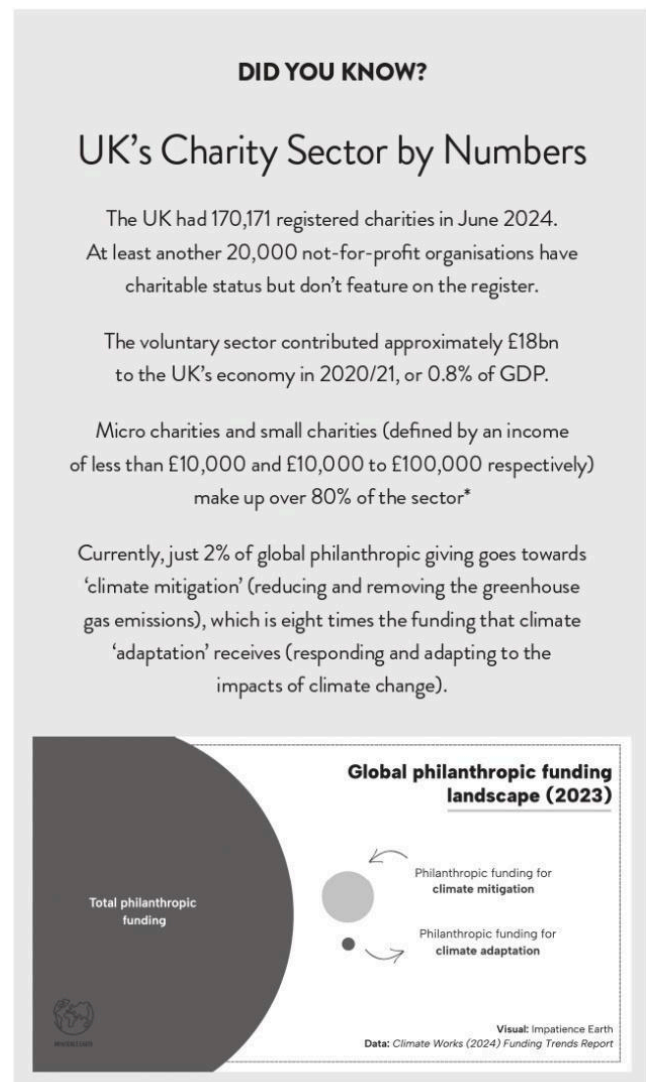 DID YOU KNOW?
UK’s Charity Sector by Numbers
The UK had 170,171 registered charities in June 2024.
At least another 20,000 not-for-profit organisations have
charitable status but don’t feature on the register.
The voluntary sector contributed approximately £18bn
to the UK’s economy in 2020/21, or 0.8% of GDP.
Micro charities and small charities (defined by an income
of less than £10,000 and £10,000 to £100,000 respectively)
make up over 80% of the sector*
Currently, just 2% of global philanthropic giving goes towards
‘climate mitigation’ (reducing and removing the greenhouse
gas emissions), which is eight times the funding that climate
‘adaptation’ receives (responding and adapting to the
impacts of climate change).
Global philanthropic funding
landscape (2023)
Total philanthropic
funding
Philanthropic funding for
climate mitigation
Philanthropic funding for
climate adaptation
Visual: Impatience Earth
Data: Climate Works (2024) Funding Trends Report